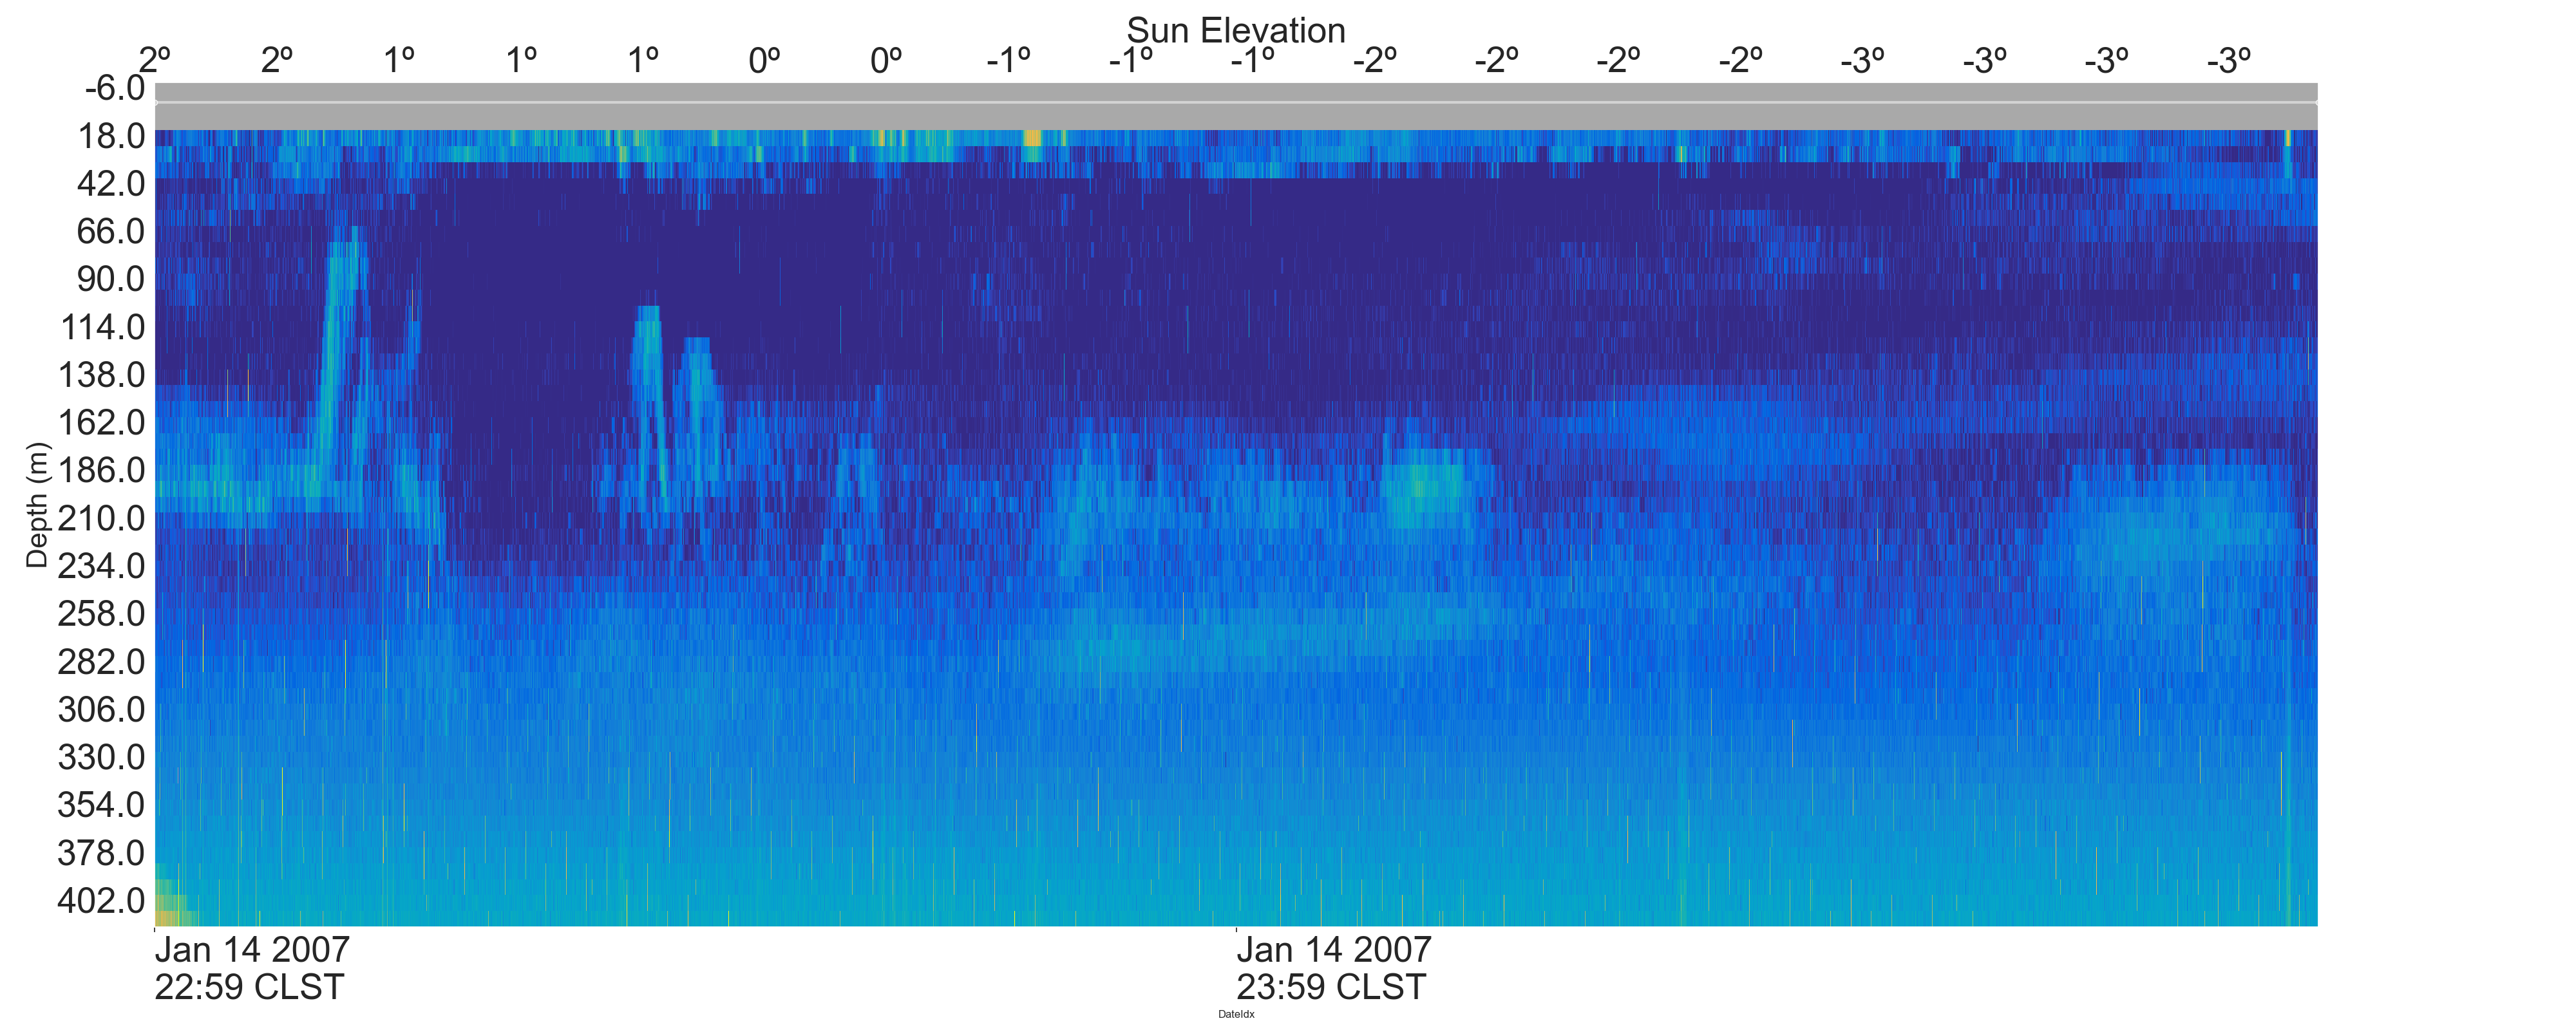 Sun Elevation
2º 2º 1º 1º 1º 0º 0º -1º -1º -1º -2º -2º -2º -2º -3º -3º -3º -3º
-6.0
18.0
42.0
66.0
90.0
114.0
138.0
162.0
186.0
210.0
234.0
258.0
282.0
306.0
330.0
354.0
378.0
402.0
Depth (m)
Jan 14 2007
22:59 CLST
Jan 14 2007
23:59 CLST
DateIdx